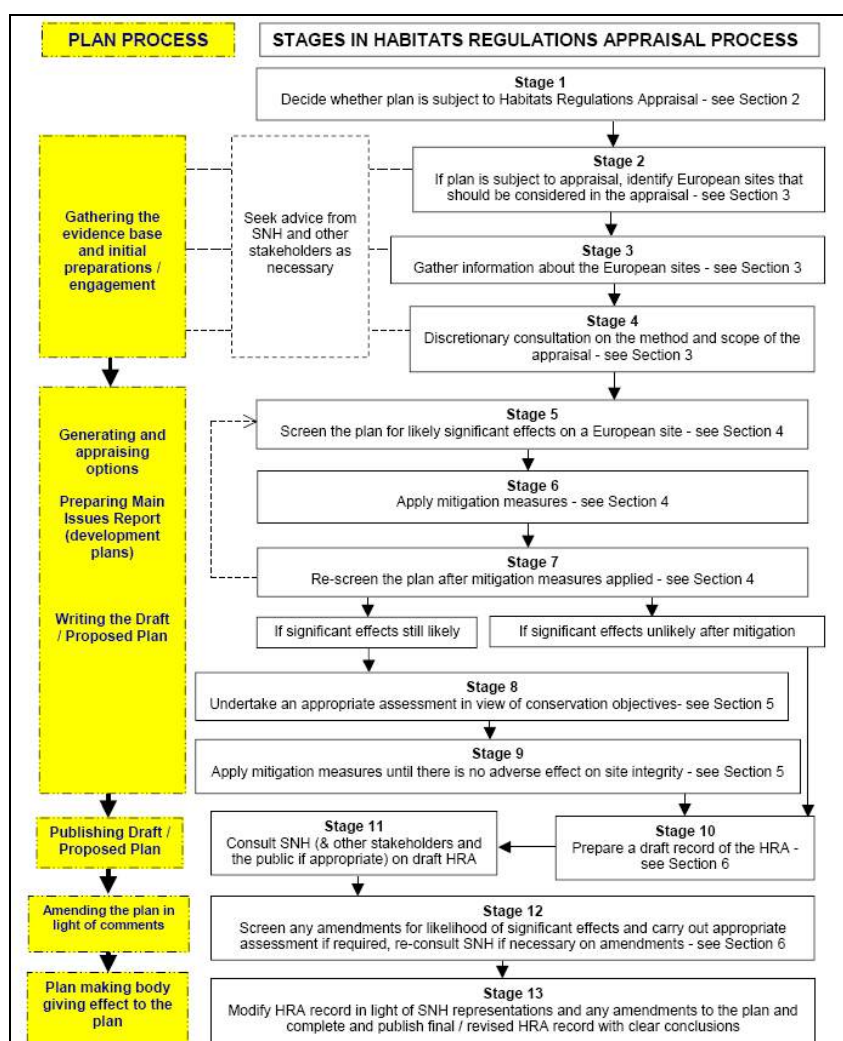 PLAN PROCESS
STAGES IN HABITATS REGULATIONS APPRAISAL PROCESS
Stage 1
Decide whether plan is subject to Habitats Regulations Appraisal - see Section 2
Gathering the
evidence base
and initial
preparations /
engagement
Seek advice from
SNH and other
stakeholders as
necessary
Stage 2
If plan is subject to appraisal, identify European sites that
should be considered in the appraisal - see Section 3
Stage 3
Gather information about the European sites - see Section 3
Stage 4
Discretionary consultation on the method and scope of the
appraisal - see Section 3
Generating and
appraising
options
Preparing Main
Issues Report
(development
plans)
Writing the Draft
/ Proposed Plan
Stage 5
Screen the plan for likely significant effects on a European site - see Section 4
Stage 6
Apply mitigation measures - see Section 4
Stage 7
Re-screen the plan after mitigation measures applied - see Section 4
If significant effects still likely
If significant effects unlikely after mitigation
Stage 8
Undertake an appropriate assessment in view of conservation objectives- see Section 5
Stage 9
Apply mitigation measures until there is no adverse effect on site integrity - see Section 5
Publishing Draft /
Proposed Plan
Stage 11
Consult SNH (& other stakeholders and
the public if appropriate) on draft HRA
Stage 10
Prepare a draft record of the HRA -
see Section 6
Amending the plan in
light of comments
Stage 12
Screen any amendments for likelihood of significant effects and carry out appropriate
assessment if required, re-consult SNH if necessary on amendments - see Section 6
Plan making body
giving effect to the
plan
Stage 13
Modify HRA record in light of SNH representations and any amendments to the plan and
complete and publish final / revised HRA record with clear conclusions